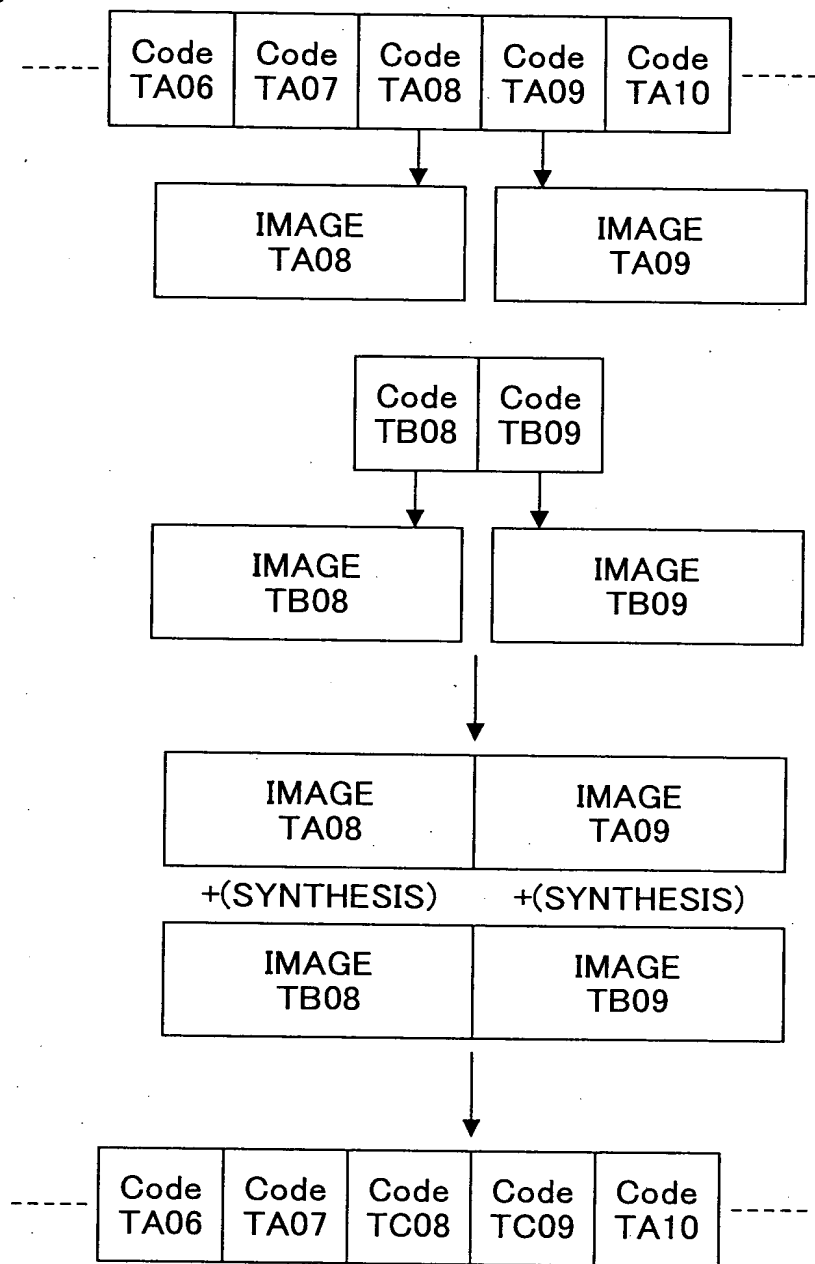 Code Code Code Code Code
TA06 TA07 TA08 TA09 TA10
IMAGE IMAGE
TA08 TA09
Code Code
TB08 TB09
IMAGE IMAGE
TB08 TB09
IMAGE IMAGE
TA08 TA09
+(SYNTHESIS) +(SYNTHESIS)
IMAGE IMAGE
TB08 TB09
Code Code Code Code Code
TA06 TA07 TC08 TC09 TA10